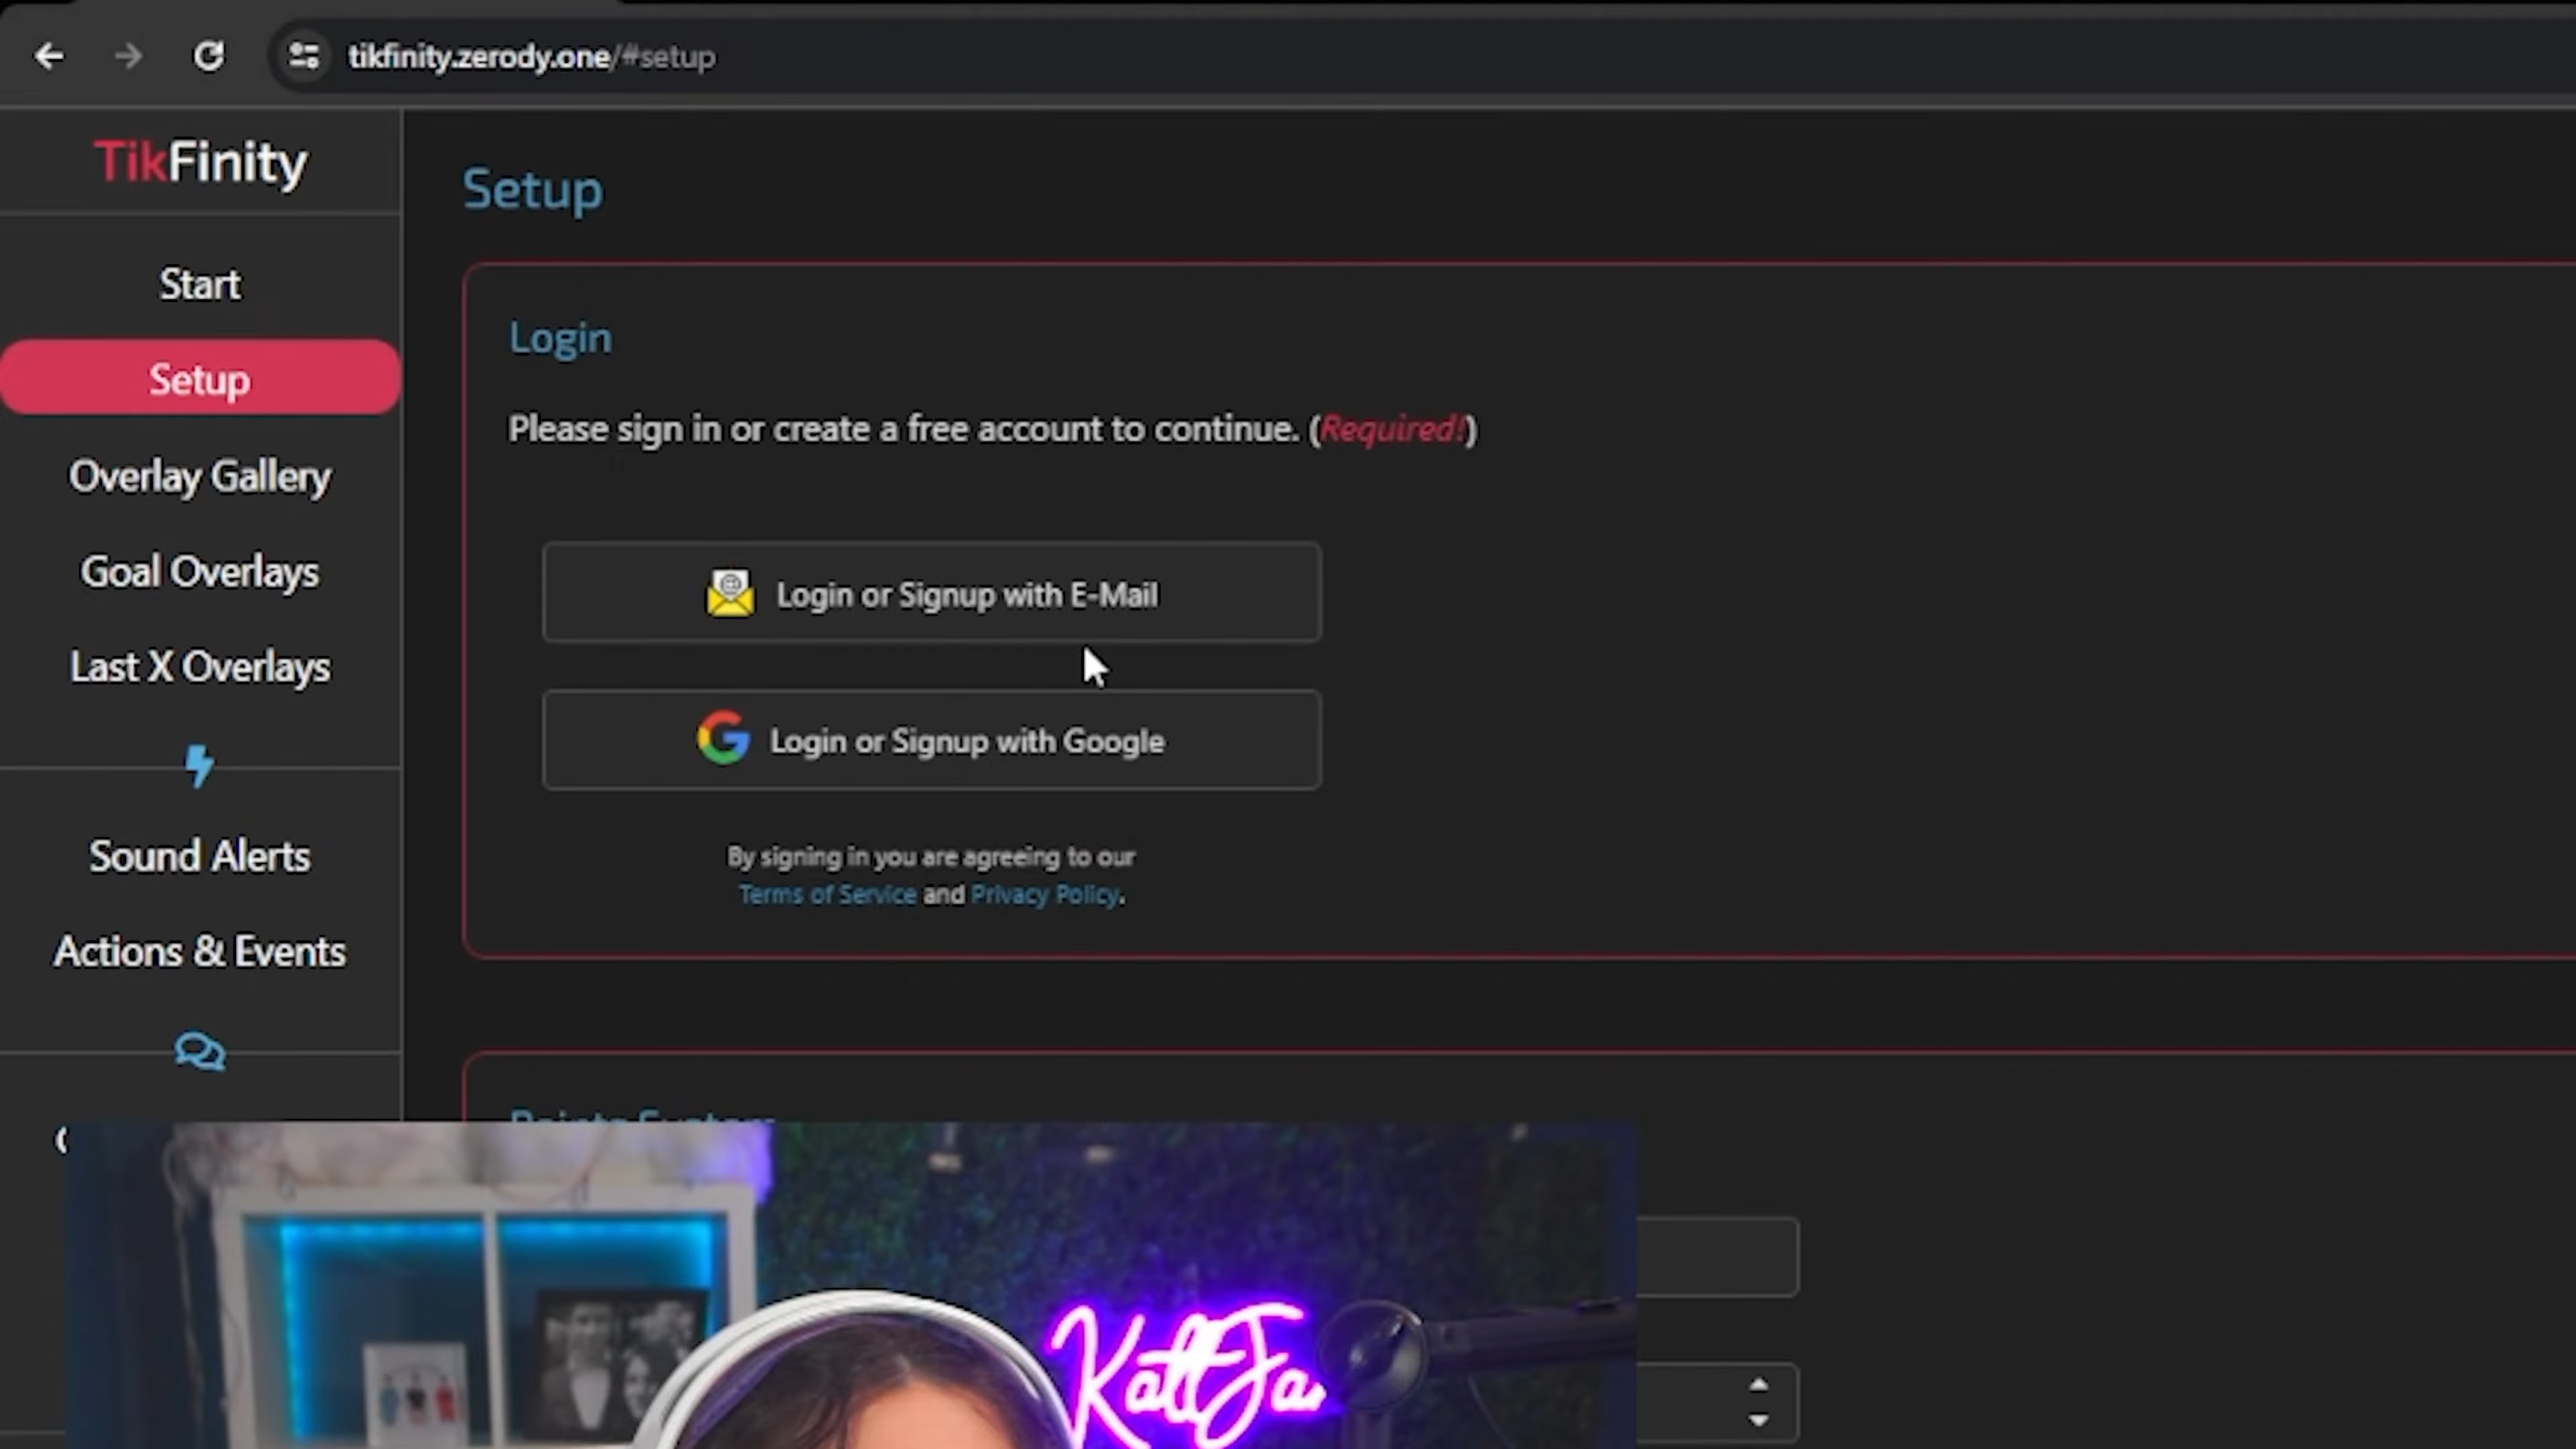 tikfinity.zerody.one/#setup
TikFinity
Start
Setup
Overlay Gallery
Goal Overlays
Last X Overlays
Sound Alerts
Actions & Events
Setup
Login
Please sign in or create a free account to continue. (Required!)
Login or Signup with E-Mail
Login or Signup with Google
By signing in you are agreeing to our
Terms of Service and Privacy Policy.
Points System